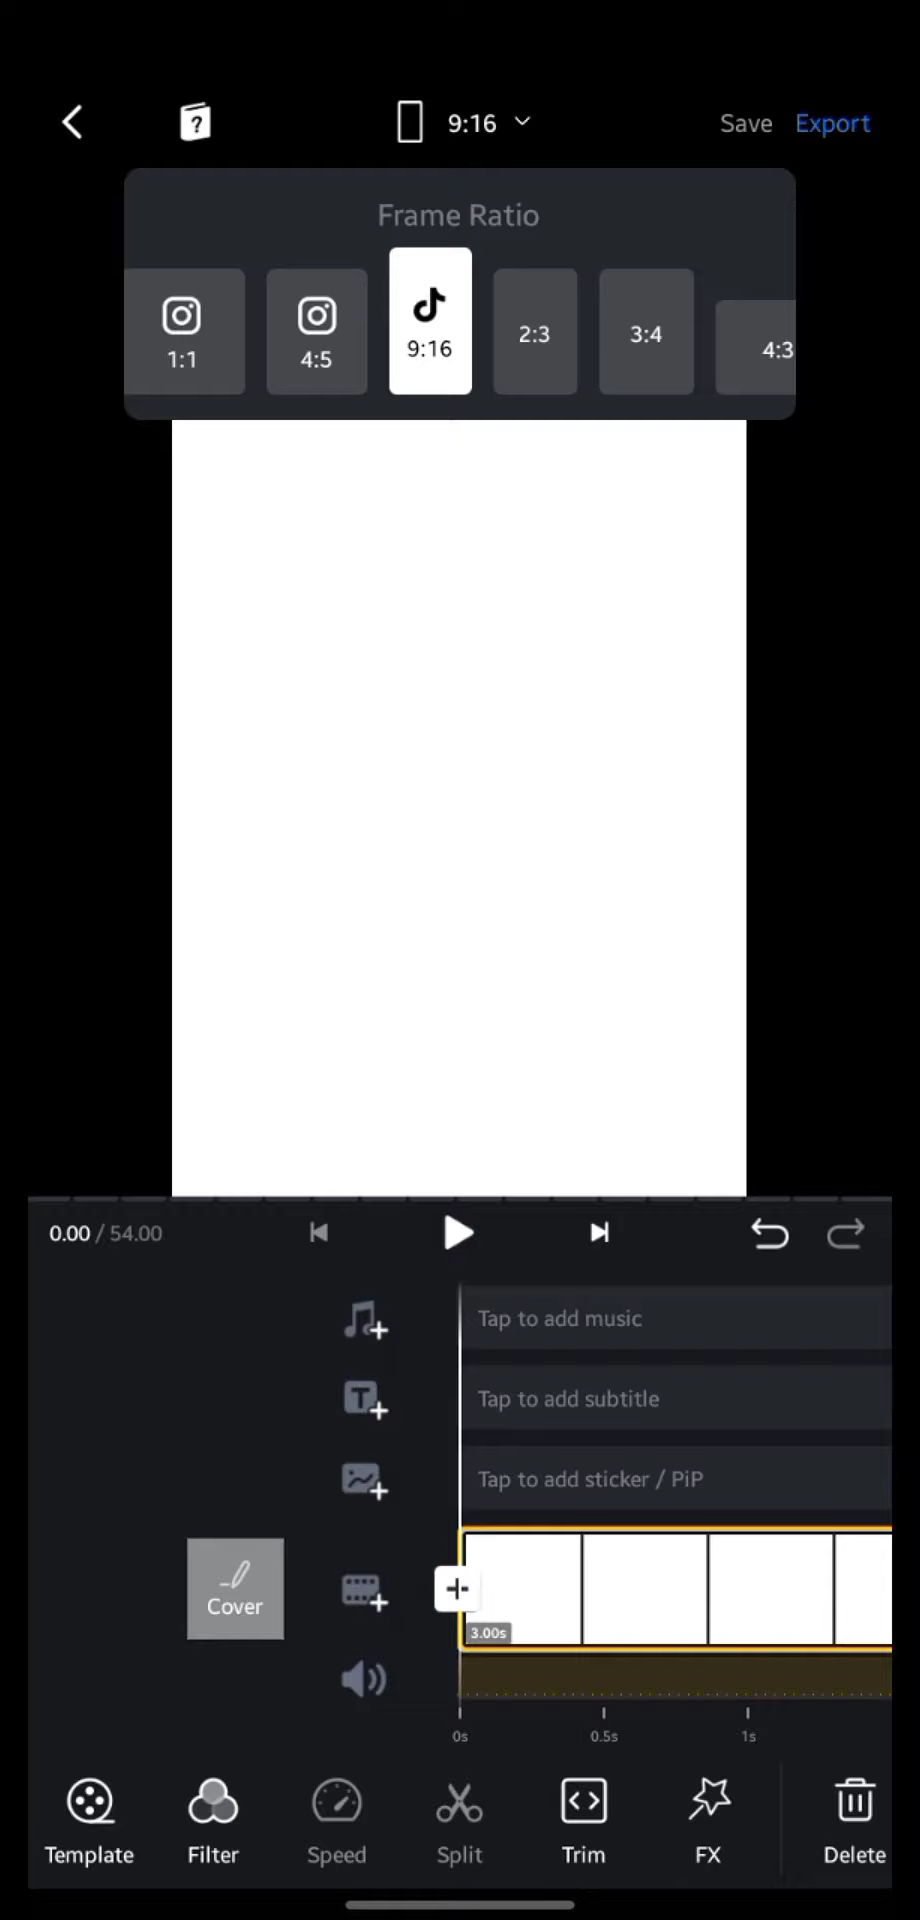 9:16
Save
Export
Frame Ratio
1:1
4:5
9:16
2:3
3:4
4:3
0.00 / 54.00
Tap to add music
Tap to add subtitle
Tap to add sticker / PiP
Cover
3.00s
0s
0.5s
1s
Template
Filter
Speed
Split
Trim
FX
Delete